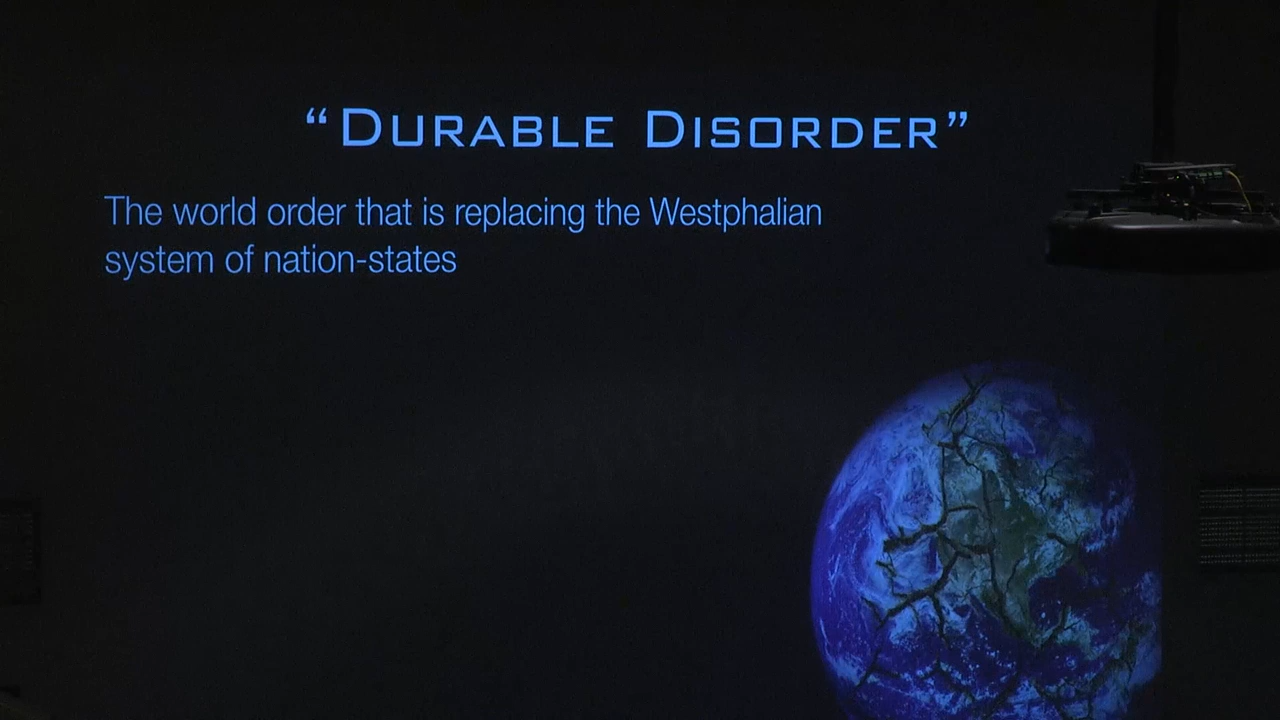 “DURABLE DISORDER”
The world order that is replacing the Westphalian
system of nation-states